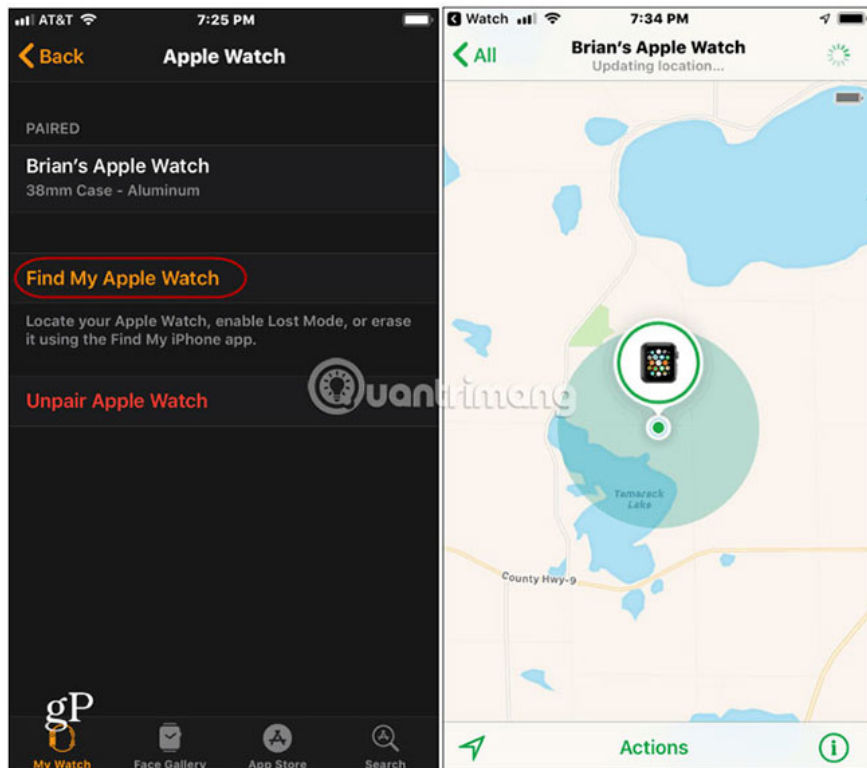 AT&T
7:25 PM
Back
Apple Watch
PAIRED
Brian's Apple Watch
38mm Case - Aluminum
Find My Apple Watch
Locate your Apple Watch, enable Lost Mode, or erase
it using the Find My iPhone app.
Unpair Apple Watch
gP
My Watch
Face Gallery
App Store
Search
Quantrimang
Watch
7:34 PM
All
Brian's Apple Watch
Updating location...
Tamarack
Lake
County Hwy-9
Actions